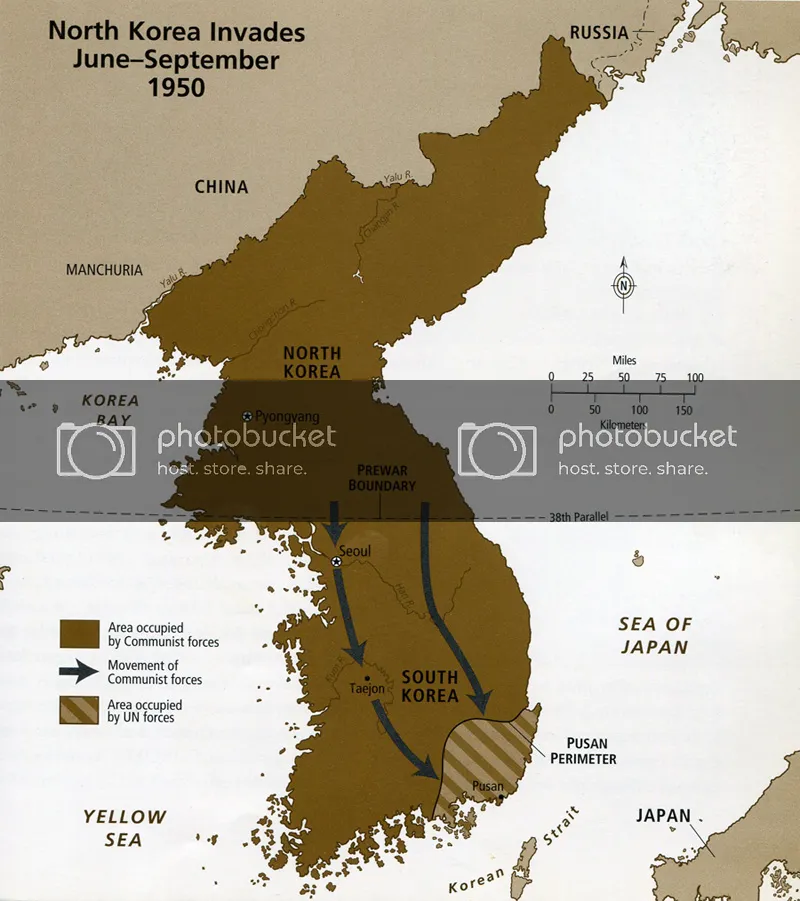 North Korea Invades
June–September
1950
RUSSIA
CHINA
Yalu R.
Changjin R.
MANCHURIA
Yalu R.
Chongchon R.
N
NORTH
KOREA
Miles
0 25 50 75 100
0 50 100 150
Kilometers
KOREA
BAY
Pyongyang
photobucket
host. store. share.
photobucket
host. store. share.
PREWAR
BOUNDARY
38th Parallel
Seoul
Han R.
SEA OF
JAPAN
Area occupied
by Communist forces
Movement of
Communist forces
Area occupied
by UN forces
Kum R.
Taejon
SOUTH
KOREA
PUSAN
PERIMETER
Pusan
YELLOW
SEA
JAPAN
Korean Strait